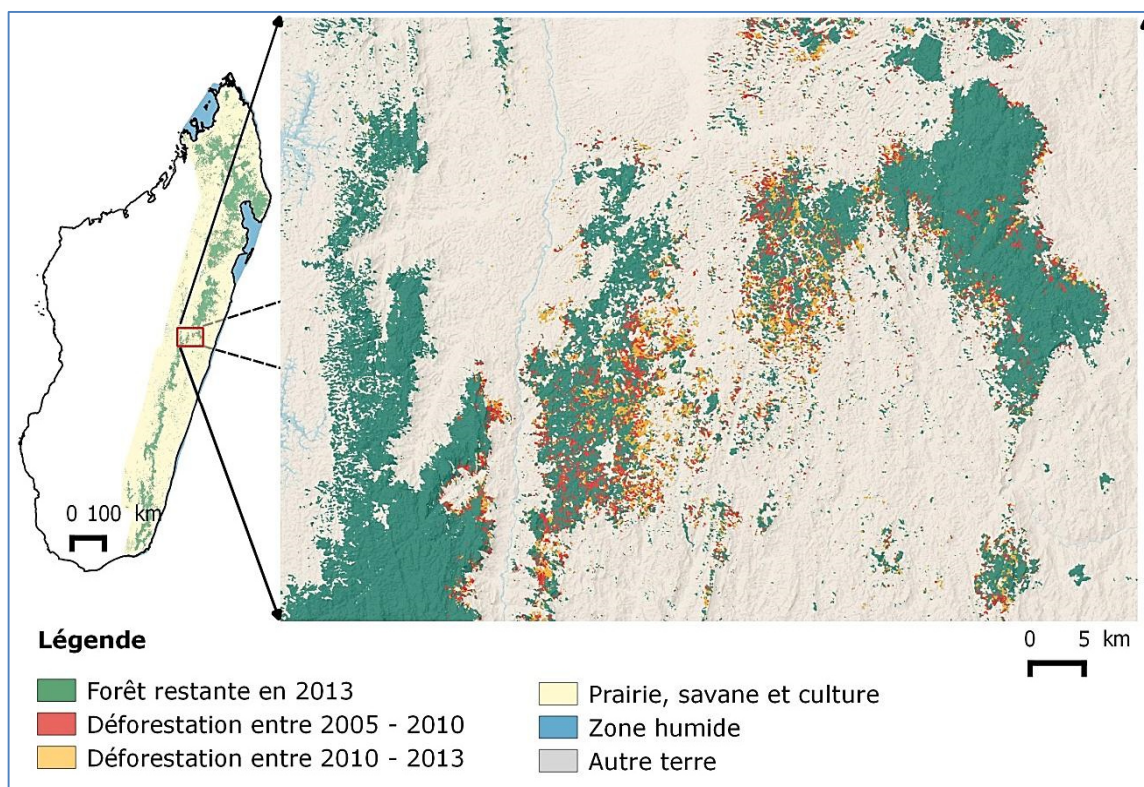 0 100 km
0 5 km
Légende
Forêt restante en 2013
Déforestation entre 2005 - 2010
Déforestation entre 2010 - 2013
Prairie, savane et culture
Zone humide
Autre terre